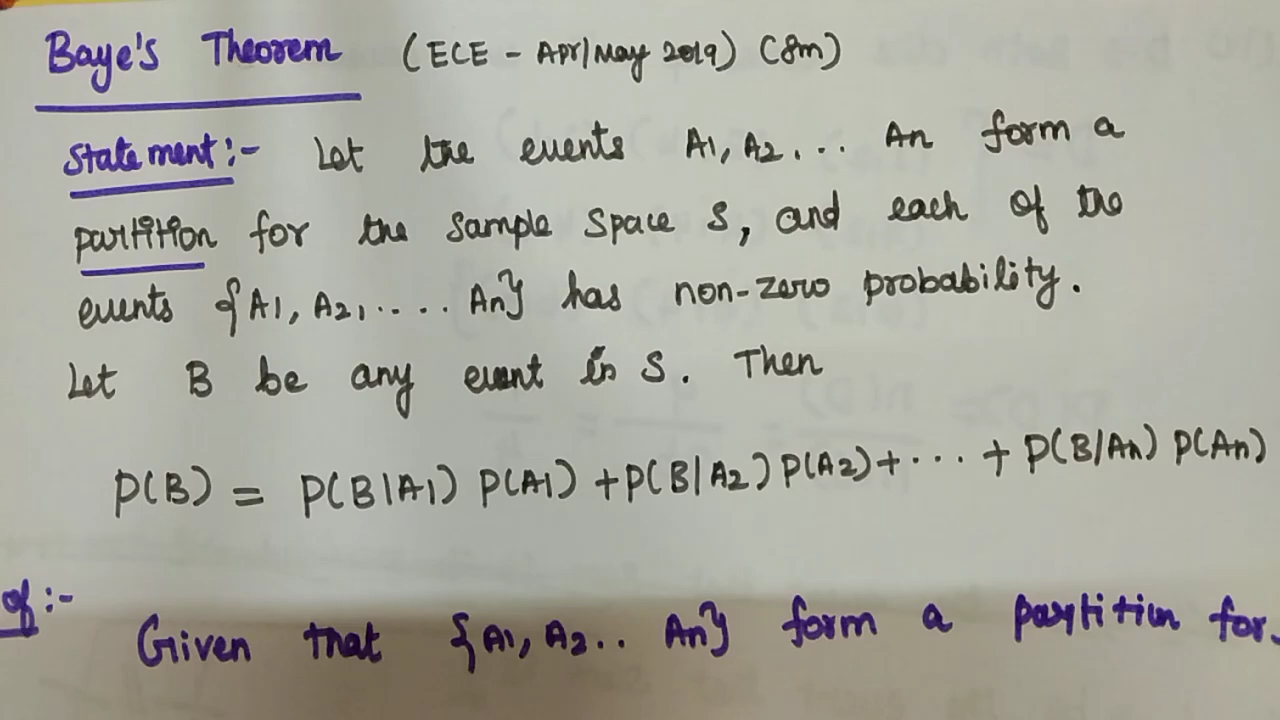 Baye's Theorem (ECE - Apr/May 2019) (8m)
Statement:- Let the events A1, A2, ... An form a
partition for the sample space S, and each of the
events {A1, A2, .... An} has non-zero probability.
Let B be any event in S. Then
P(B) = P(B|A1) P(A1) + P(B|A2) P(A2) + ... + P(B/An) P(An)
of:-
Given that {A1, A2.. An} form a partition for